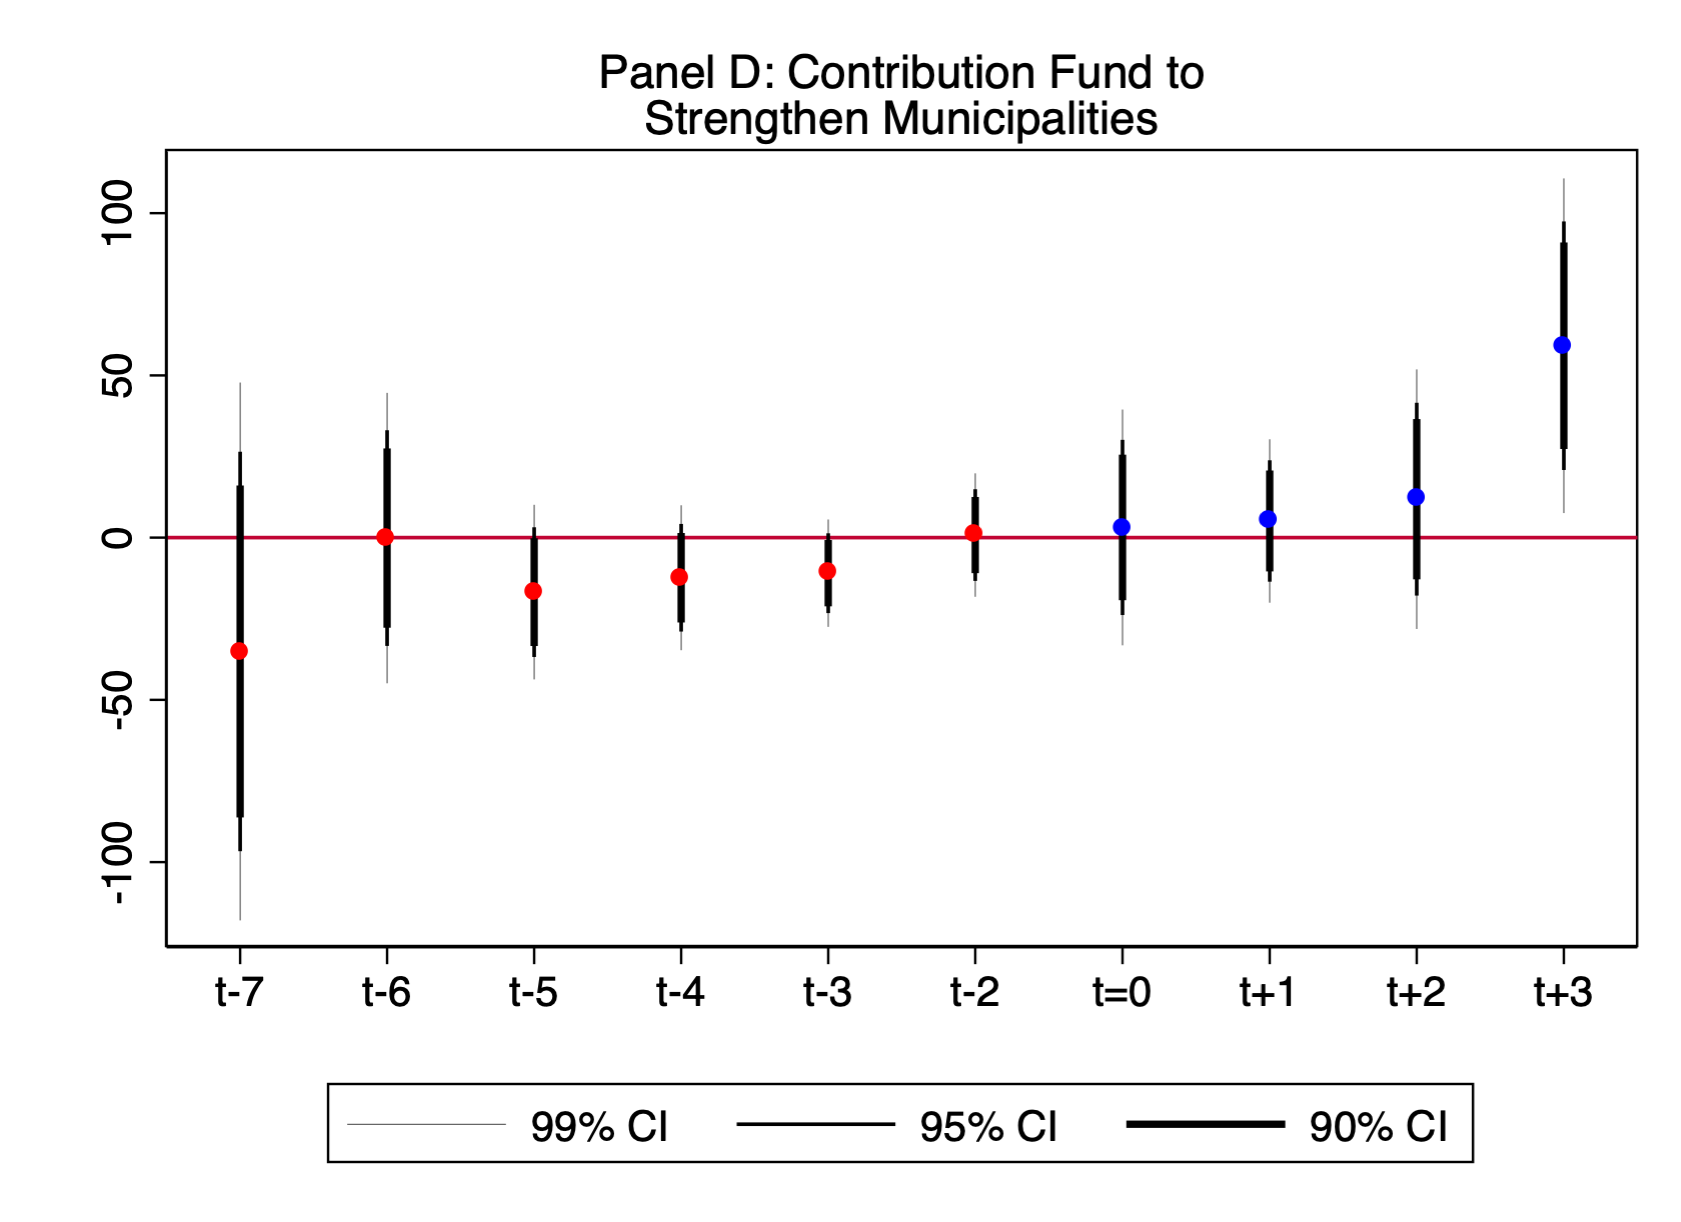 Panel D: Contribution Fund to
Strengthen Municipalities
100
50
0
-50
-100
t-7 t-6 t-5 t-4 t-3 t-2 t=0 t+1 t+2 t+3
99% CI 95% CI 90% CI